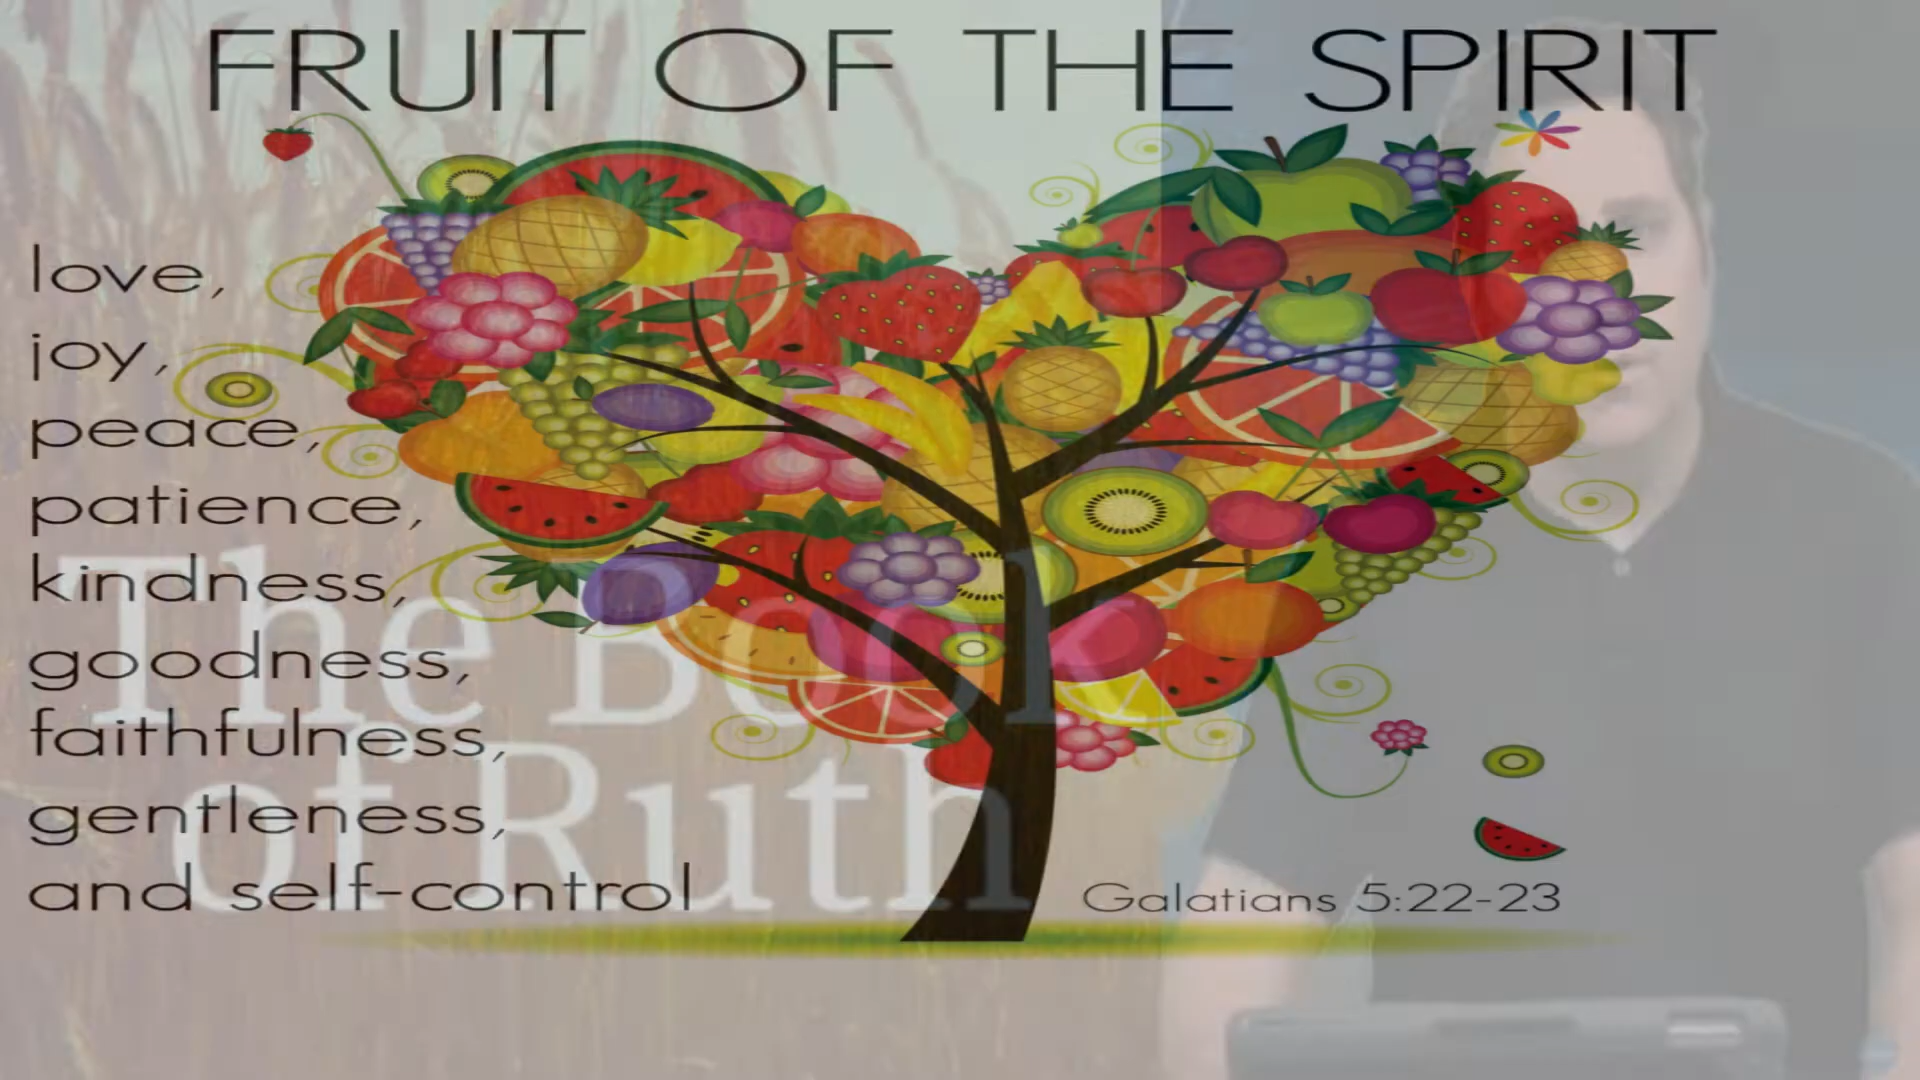 FRUIT OF THE SPIRIT
love,
joy,
peace,
patience,
kindness,
goodness,
faithfulness,
gentleness,
and self-control
Galatians 5:22-23
The Book
of Ruth